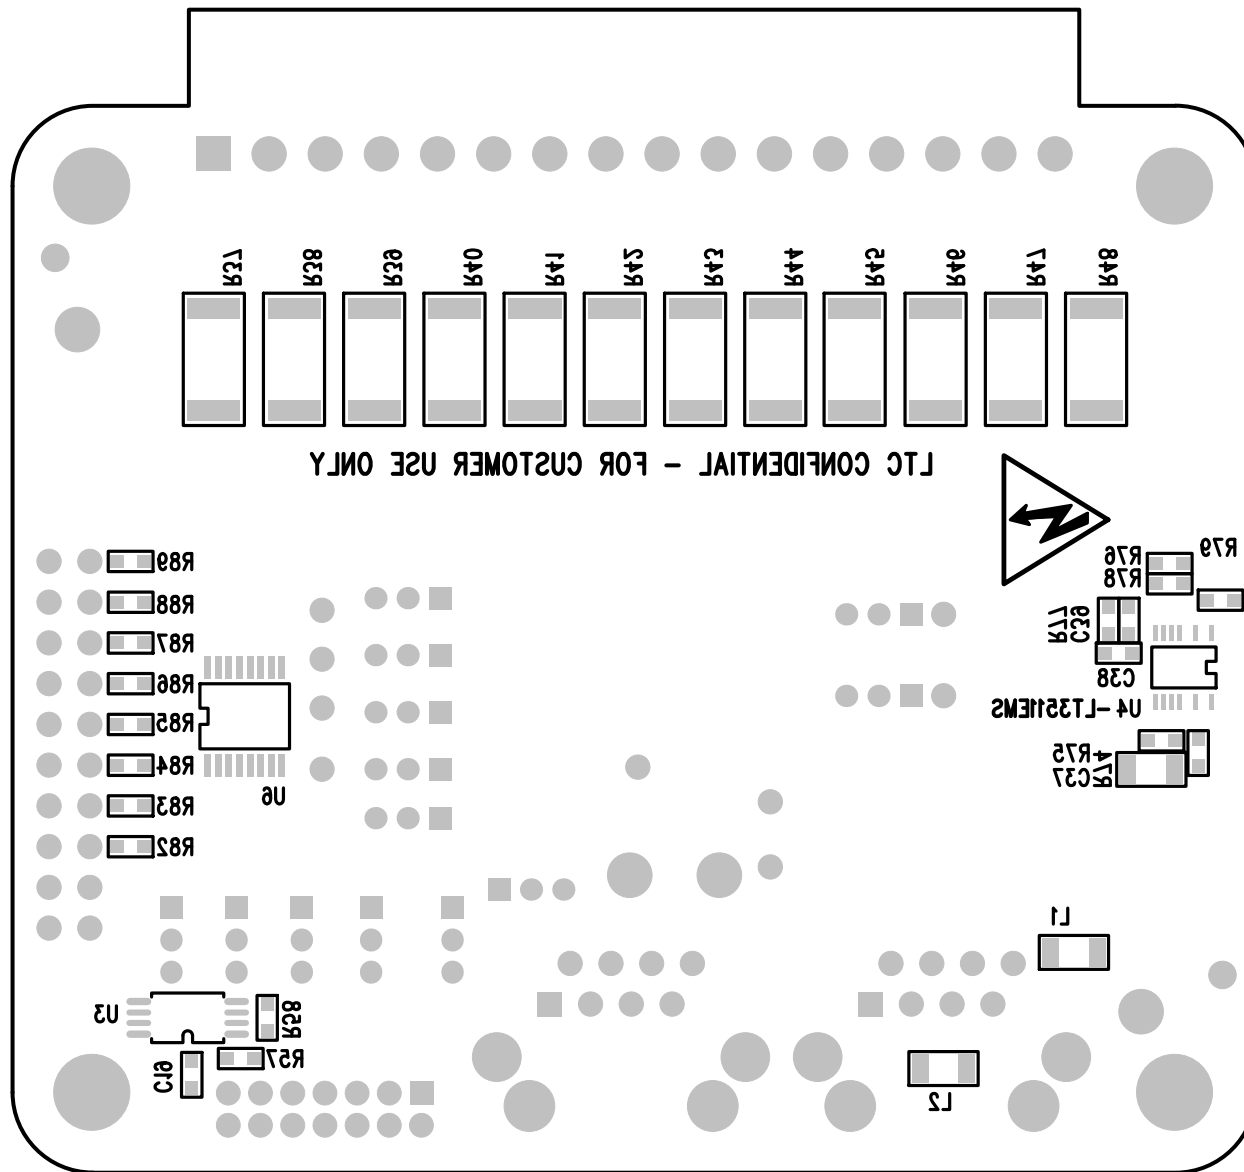 R37 R38 R39 R40 R41 R42 R43 R44 R45 R46 R47 R48
LTC CONFIDENTIAL - FOR CUSTOMER USE ONLY
R89
R88
R87
R86
R85
R84
R83
R82
U6
R76
R79
R78
R77
C39
C38
U4-LT3511EMS
R75
R74
C37
L1
U3
R58
R57
C19
L2